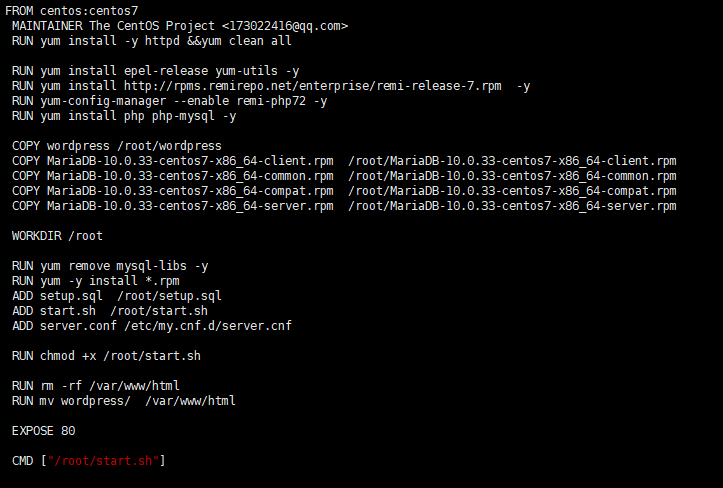 FROM centos:centos7
MAINTAINER The CentOS Project <173022416@qq.com>
RUN yum install -y httpd &&yum clean all
RUN yum install epel-release yum-utils -y
RUN yum install http://rpms.remirepo.net/enterprise/remi-release-7.rpm  -y
RUN yum-config-manager --enable remi-php72 -y
RUN yum install php php-mysql -y
COPY wordpress /root/wordpress
COPY MariaDB-10.0.33-centos7-x86_64-client.rpm  /root/MariaDB-10.0.33-centos7-x86_64-client.rpm
COPY MariaDB-10.0.33-centos7-x86_64-common.rpm  /root/MariaDB-10.0.33-centos7-x86_64-common.rpm
COPY MariaDB-10.0.33-centos7-x86_64-compat.rpm  /root/MariaDB-10.0.33-centos7-x86_64-compat.rpm
COPY MariaDB-10.0.33-centos7-x86_64-server.rpm  /root/MariaDB-10.0.33-centos7-x86_64-server.rpm
WORKDIR /root
RUN yum remove mysql-libs -y
RUN yum -y install *.rpm
ADD setup.sql  /root/setup.sql
ADD start.sh  /root/start.sh
ADD server.conf /etc/my.cnf.d/server.cnf
RUN chmod +x /root/start.sh
RUN rm -rf /var/www/html
RUN mv wordpress/  /var/www/html
EXPOSE 80
CMD ["/root/start.sh"]